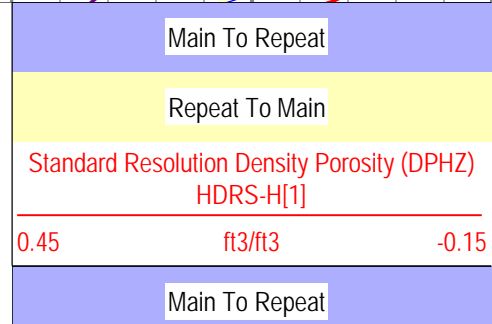 Main To Repeat
Repeat To Main
Standard Resolution Density Porosity (DPHZ)
HDRS-H[1]
0.45 ft3/ft3 -0.15
Main To Repeat